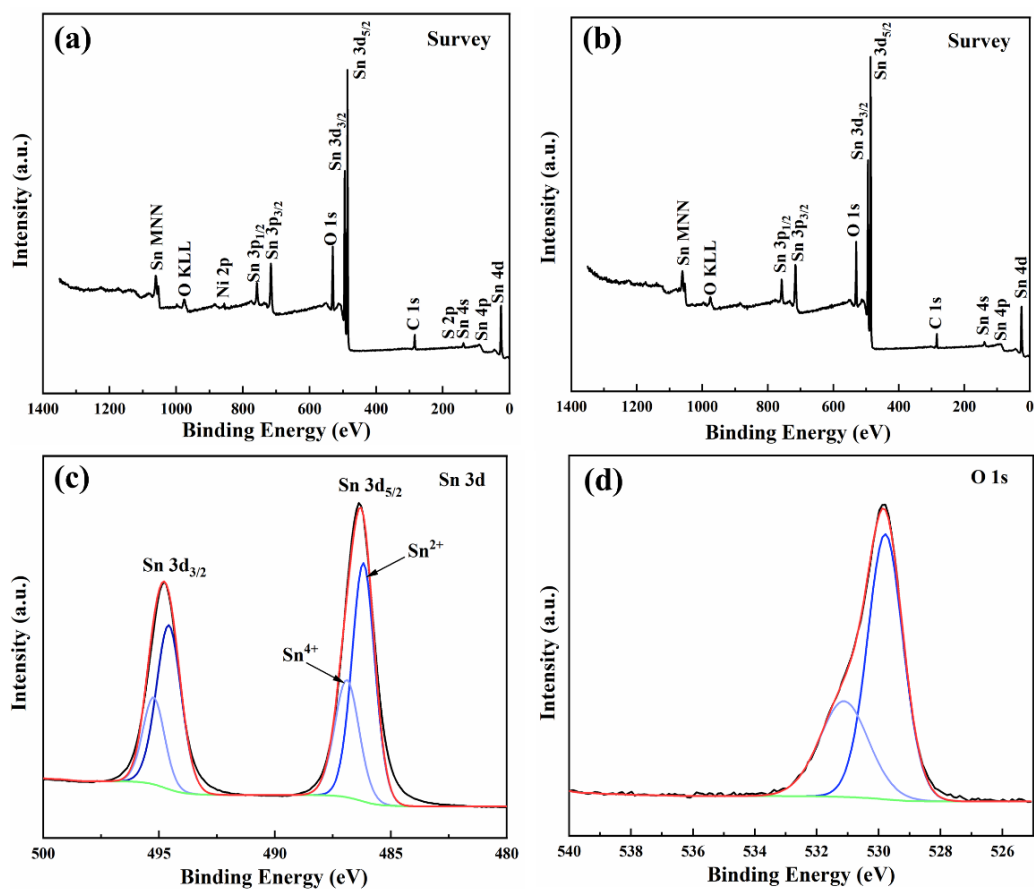 (a)
Survey
Sn 3d5/2
Sn 3d3/2
O 1s
Sn 3p3/2
Sn 3p1/2
Ni 2p
O KLL
Sn MNN
C 1s
S 2p
Sn 4s
Sn 4p
Sn 4d
Intensity (a.u.)
1400 1200 1000 800 600 400 200 0
Binding Energy (eV)
(b)
Survey
Sn 3d5/2
Sn 3d3/2
O 1s
Sn 3p3/2
Sn 3p1/2
O KLL
Sn MNN
C 1s
Sn 4s
Sn 4p
Sn 4d
Intensity (a.u.)
1400 1200 1000 800 600 400 200 0
Binding Energy (eV)
(c)
Sn 3d
Sn 3d5/2
Sn 3d3/2
Sn2+
Sn4+
Intensity (a.u.)
500 495 490 485 480
Binding Energy (eV)
(d)
O 1s
Intensity (a.u.)
540 538 536 534 532 530 528 526
Binding Energy (eV)